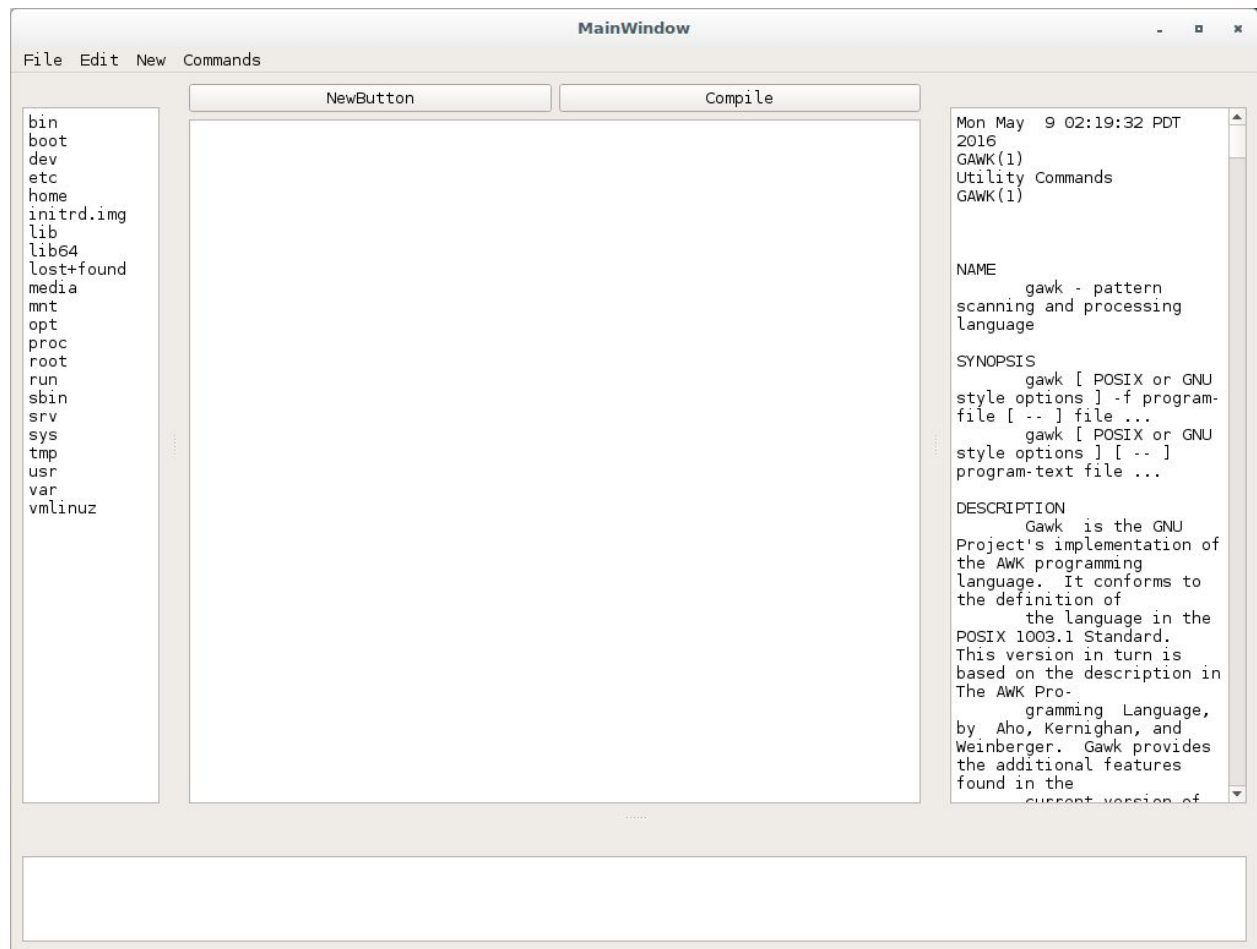 MainWindow
File Edit New Commands
NewButton Compile
bin
boot
dev
etc
home
initrd.img
lib
lib64
lost+found
media
mnt
opt
proc
root
run
sbin
srv
sys
tmp
usr
var
vmlinuz
Mon May  9 02:19:32 PDT
2016
GAWK(1)
Utility Commands
GAWK(1)
NAME
gawk - pattern
scanning and processing
language
SYNOPSIS
gawk [ POSIX or GNU
style options ] -f program-
file [ -- ] file ...
gawk [ POSIX or GNU
style options ] [ -- ]
program-text file ...
DESCRIPTION
Gawk  is the GNU
Project's implementation of
the AWK programming
language.  It conforms to
the definition of
the language in the
POSIX 1003.1 Standard.
This version in turn is
based on the description in
The AWK Pro-
gramming  Language,
by  Aho, Kernighan, and
Weinberger.  Gawk provides
the additional features
found in the
current version of